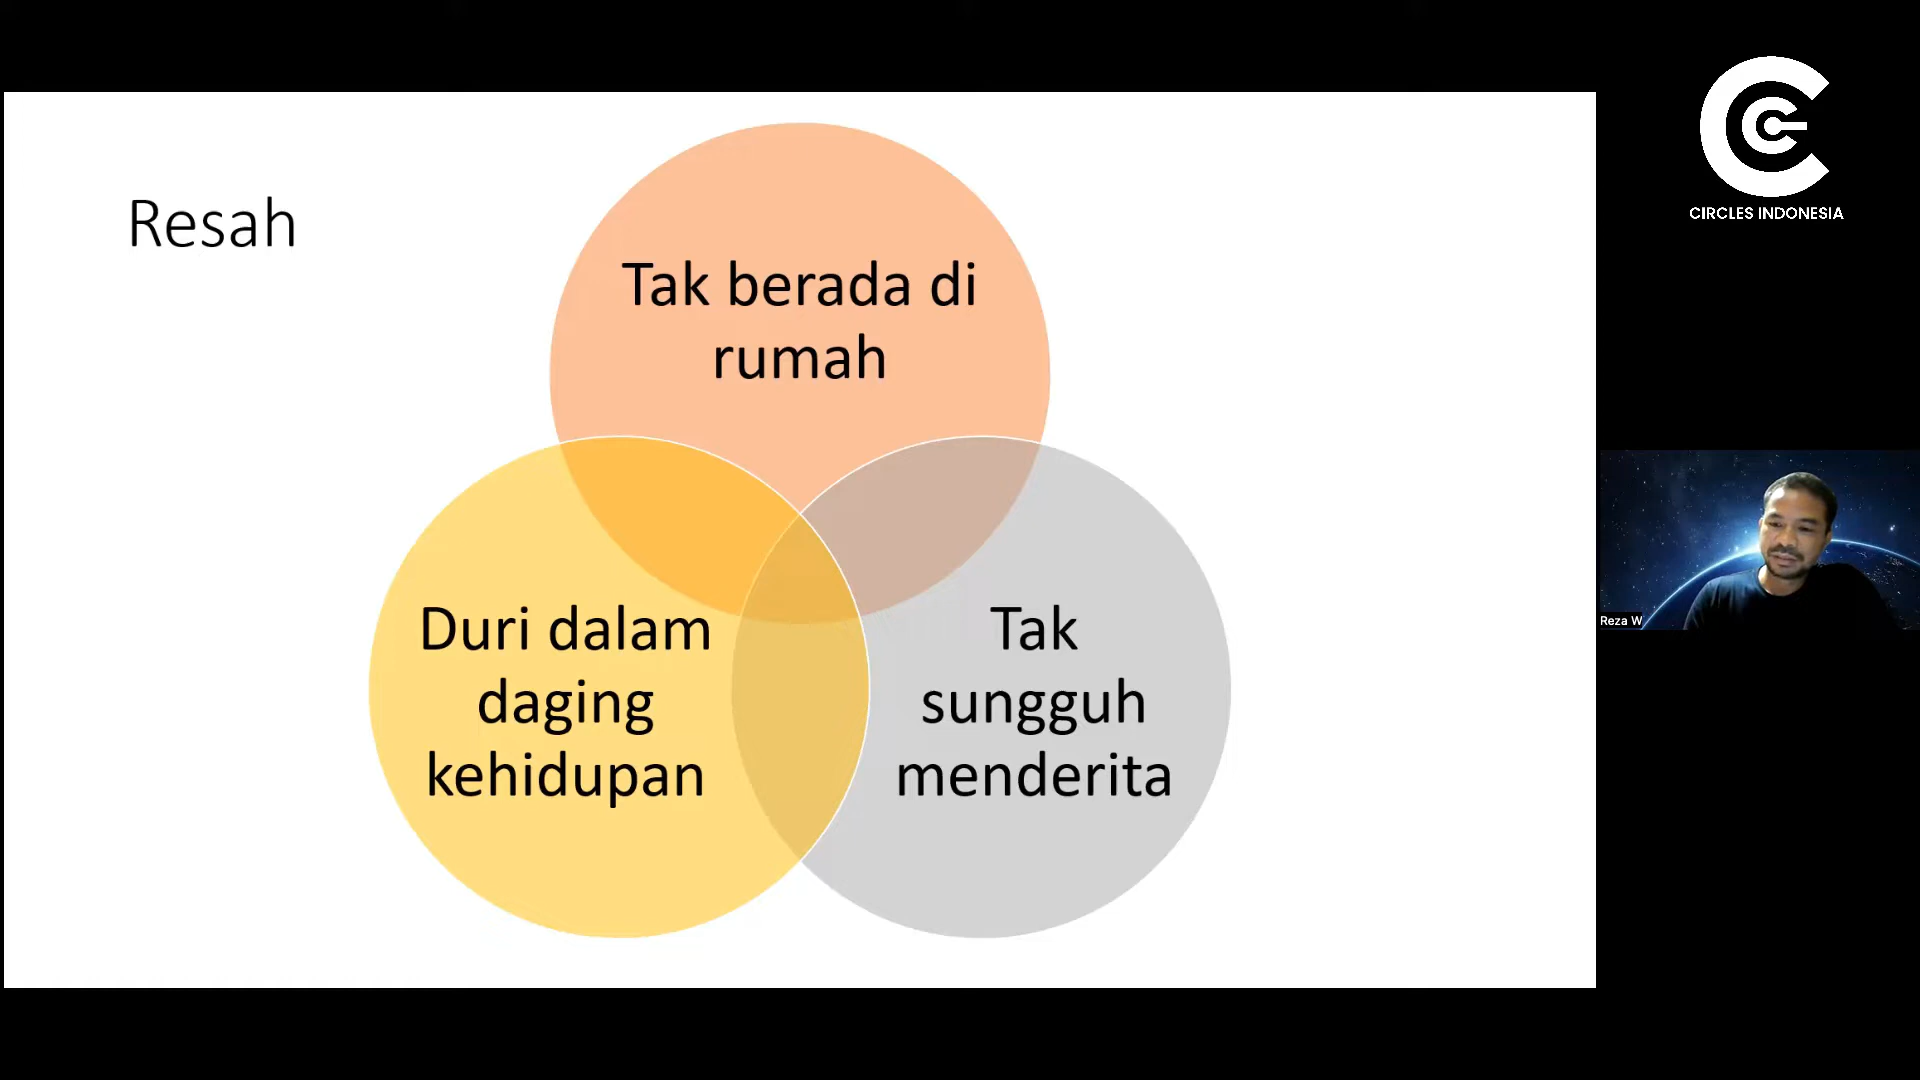 Resah
Tak berada di
rumah
Duri dalam
daging
kehidupan
Tak
sungguh
menderita
CIRCLES INDONESIA
Reza W